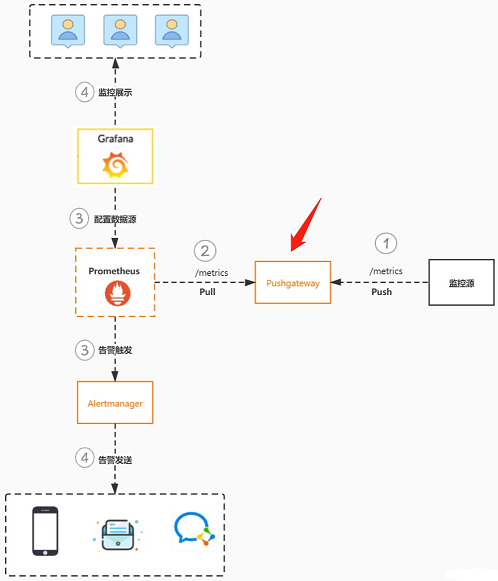 ④ 监控展示
Grafana
③ 配置数据源
Prometheus
② /metrics
Pull
Pushgateway
① /metrics
Push
监控源
③ 告警触发
Alertmanager
④ 告警发送